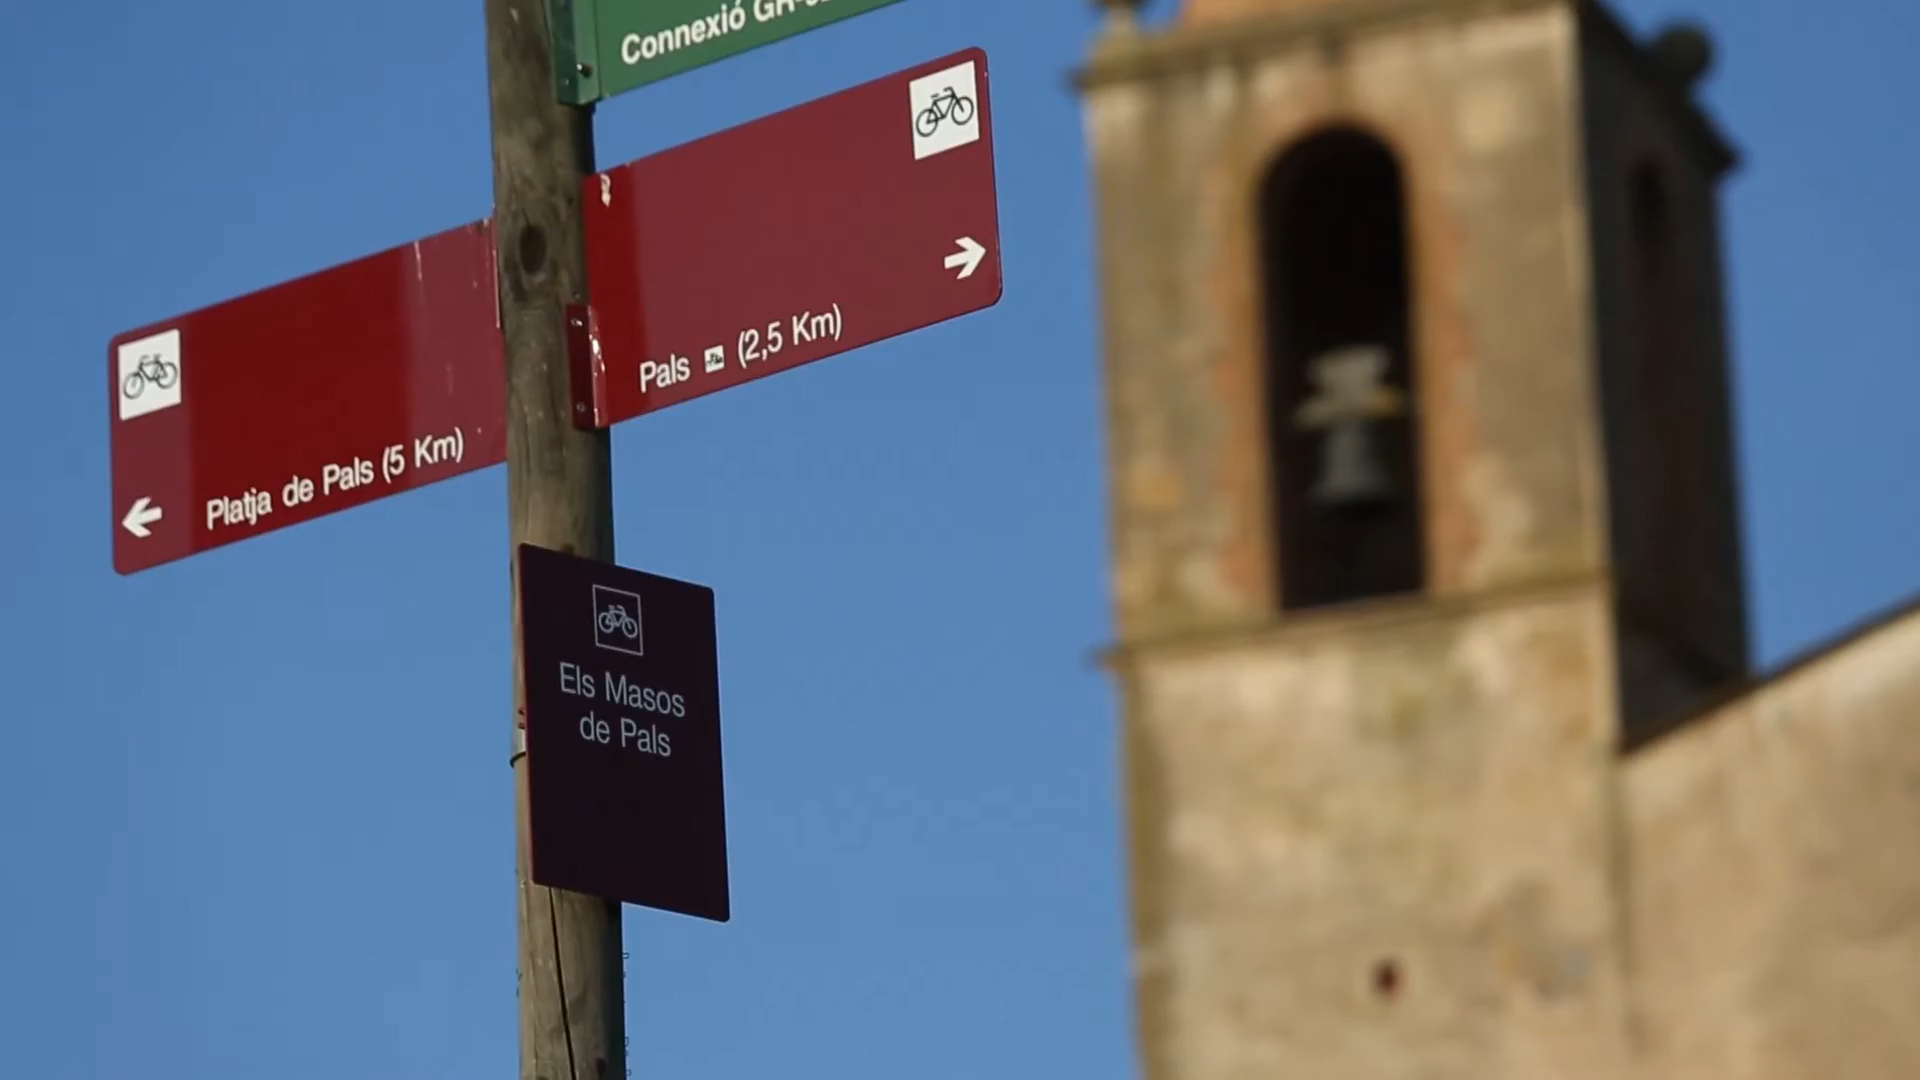 Connexió
Pals (2,5 Km)
Platja de Pals (5 Km)
Els Masos
de Pals